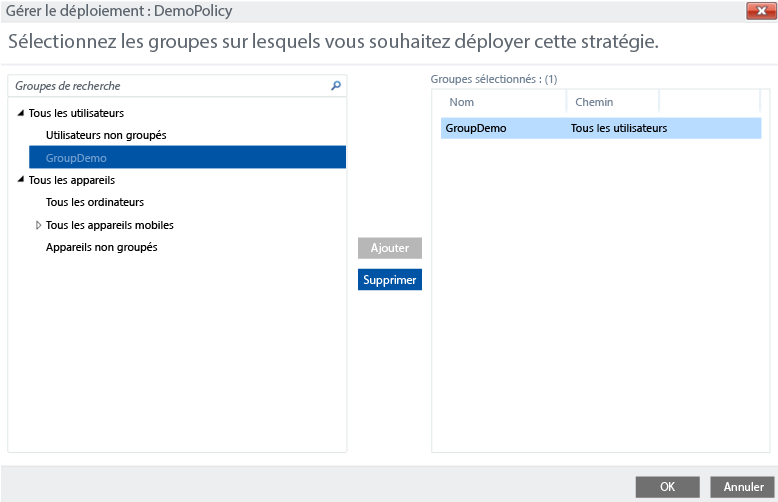 Gérer le déploiement : DemoPolicy
Sélectionnez les groupes sur lesquels vous souhaitez déployer cette stratégie.
Groupes de recherche
Tous les utilisateurs
Utilisateurs non groupés
GroupDemo
Tous les appareils
Tous les ordinateurs
Tous les appareils mobiles
Appareils non groupés
Ajouter
Supprimer
Groupes sélectionnés : (1)
Nom Chemin
GroupDemo Tous les utilisateurs
OK Annuler